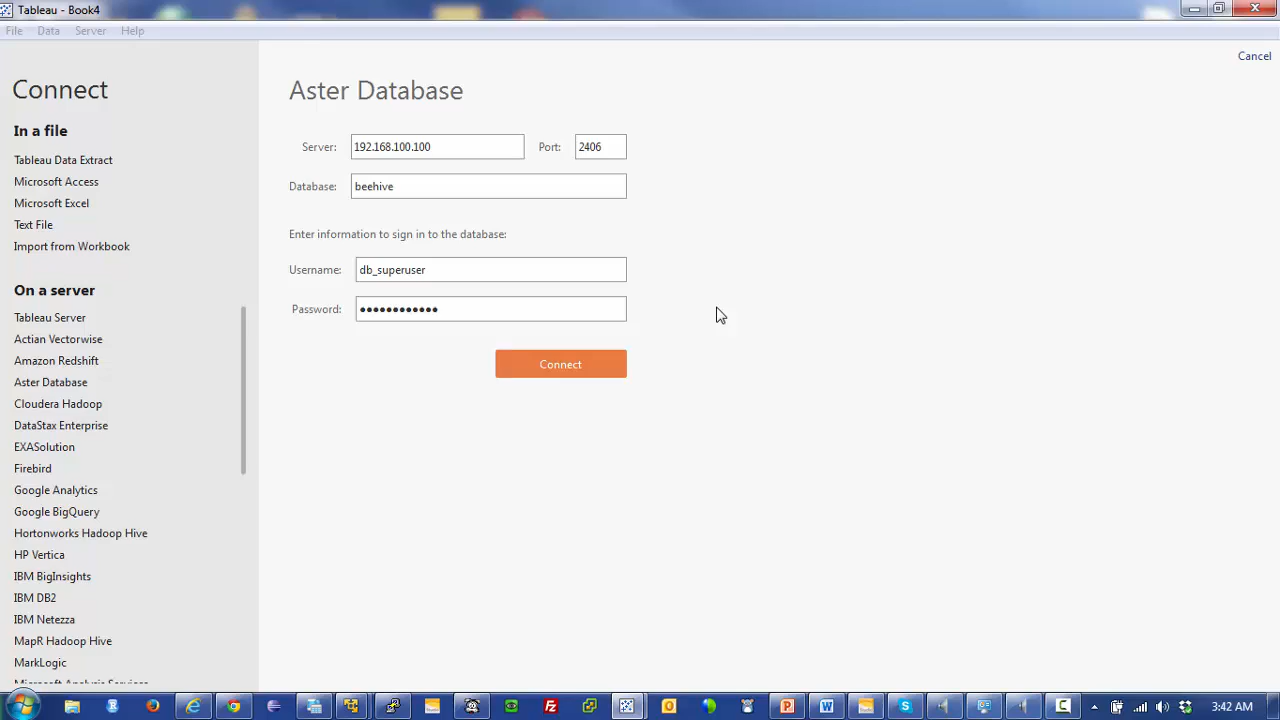 Tableau - Book4
File Data Server Help
Cancel
Connect
In a file
Tableau Data Extract
Microsoft Access
Microsoft Excel
Text File
Import from Workbook
On a server
Tableau Server
Actian Vectorwise
Amazon Redshift
Aster Database
Cloudera Hadoop
DataStax Enterprise
EXASolution
Firebird
Google Analytics
Google BigQuery
Hortonworks Hadoop Hive
HP Vertica
IBM BigInsights
IBM DB2
IBM Netezza
MapR Hadoop Hive
MarkLogic
Microsoft Analysis Services
Aster Database
Server: 192.168.100.100 Port: 2406
Database: beehive
Enter information to sign in to the database:
Username: db_superuser
Password: ●●●●●●●●●●●●
Connect
3:42 AM